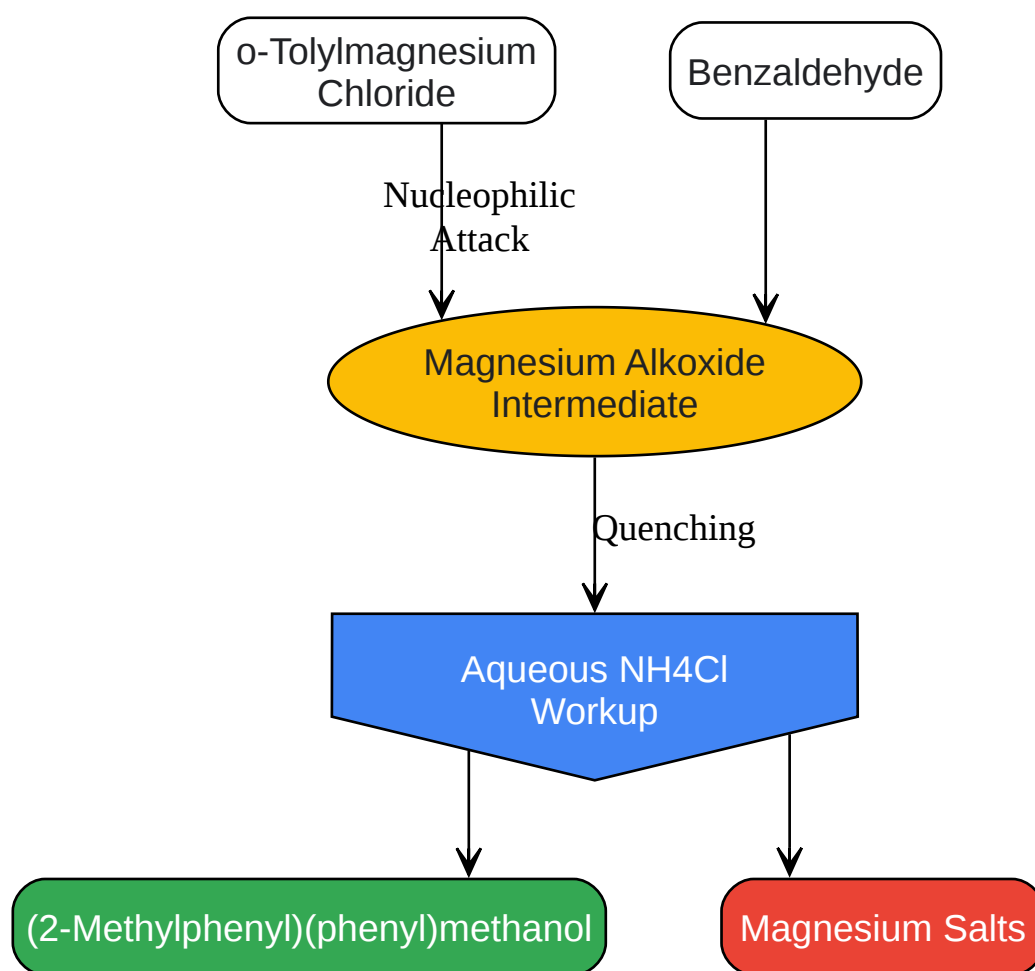 o-Tolylmagnesium
Chloride
Benzaldehyde
Nucleophilic
Attack
Magnesium Alkoxide
Intermediate
Quenching
Aqueous NH4Cl
Workup
(2-Methylphenyl)(phenyl)methanol
Magnesium Salts